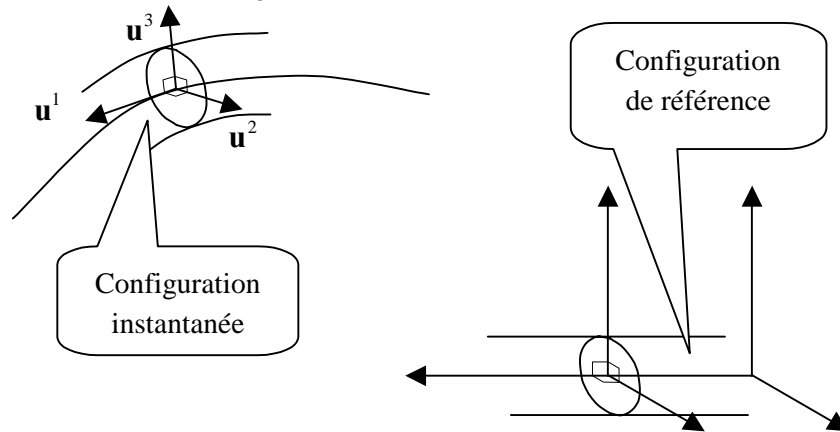 u³
u¹
u²
Configuration
instantanée
Configuration
de référence